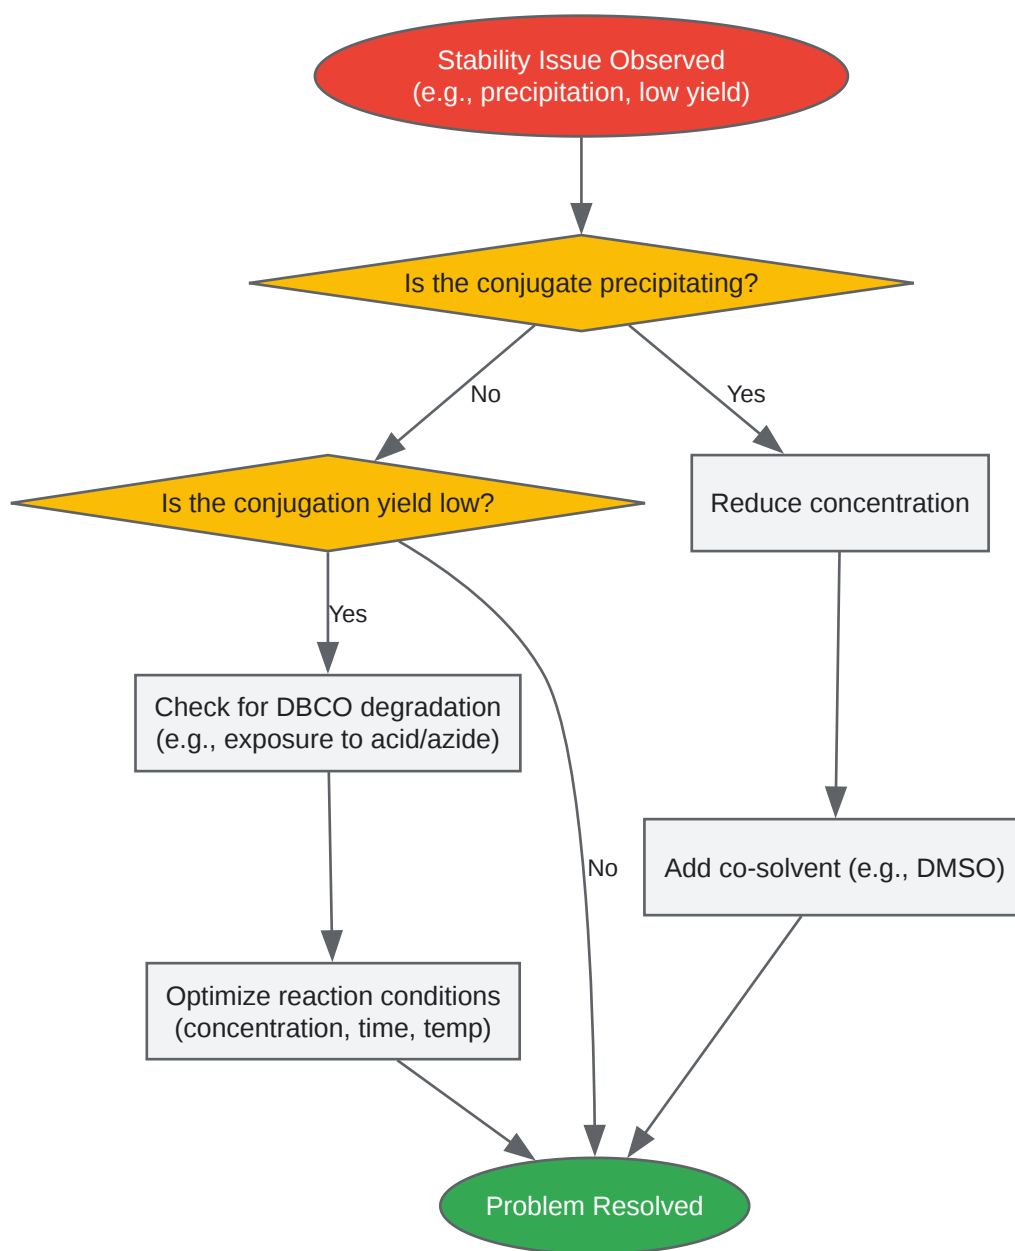 Stability Issue Observed
(e.g., precipitation, low yield)
Is the conjugate precipitating?
No
Yes
Is the conjugation yield low?
Reduce concentration
Yes
Check for DBCO degradation
(e.g., exposure to acid/azide)
No
Add co-solvent (e.g., DMSO)
Optimize reaction conditions
(concentration, time, temp)
Problem Resolved